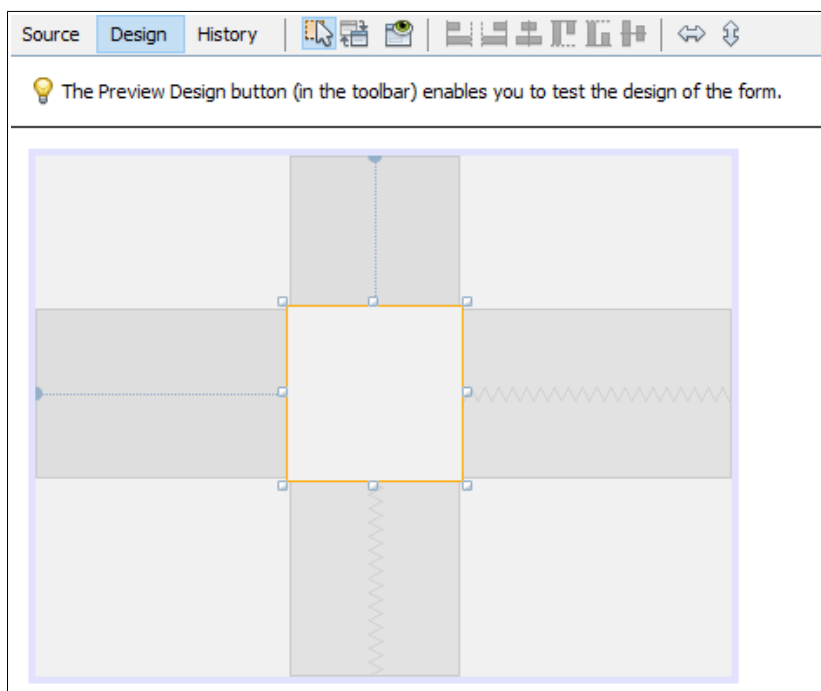 Source Design History
The Preview Design button (in the toolbar) enables you to test the design of the form.